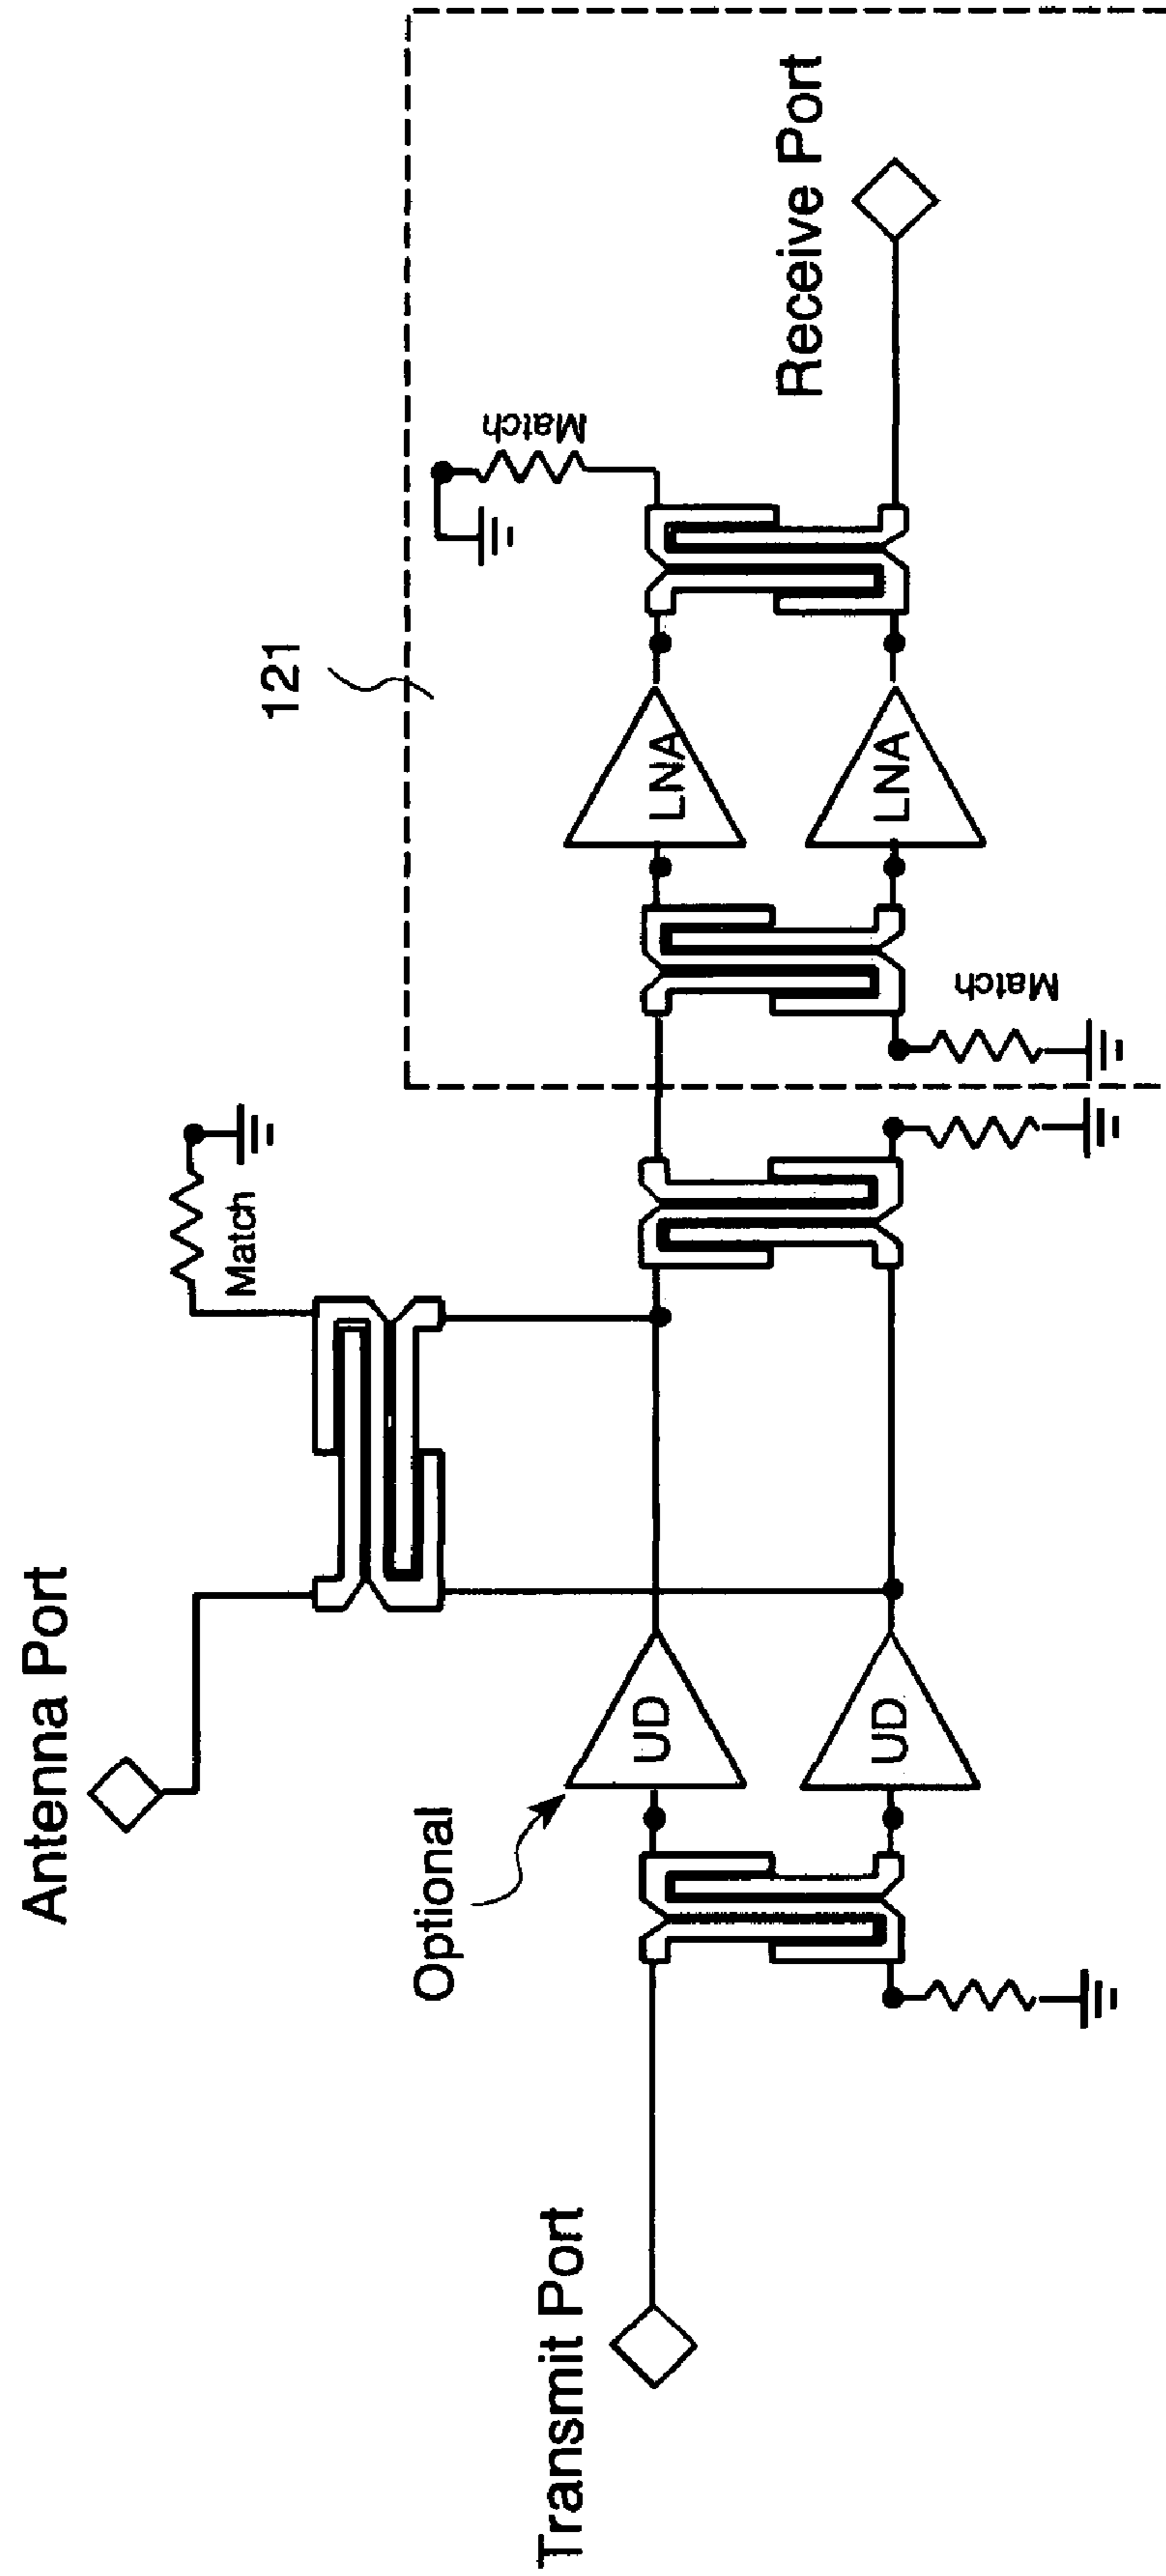 Antenna Port
Match
121
Match
Optional
UD
LNA
Transmit Port
UD
LNA
Receive Port
Match